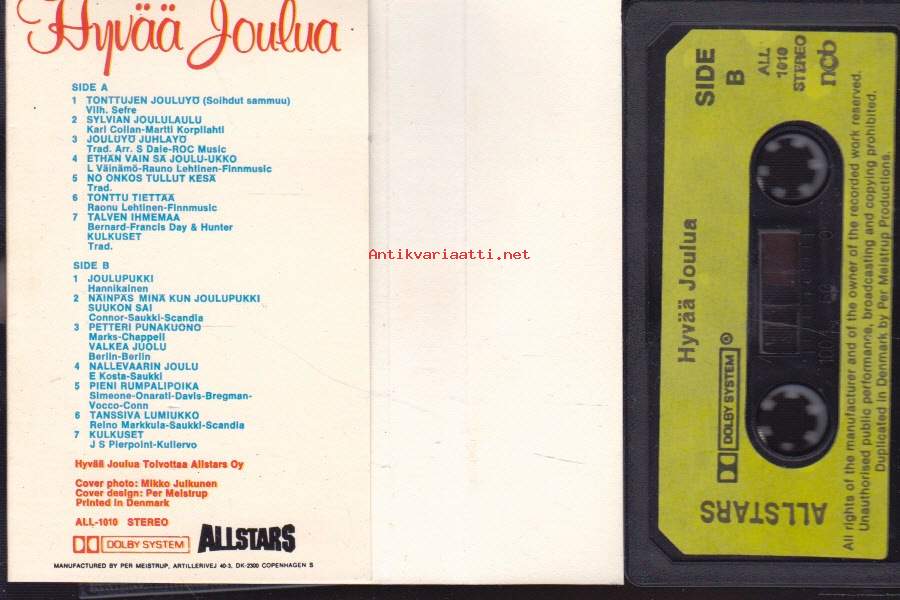 Hyvää Joulua
SIDE A
1 TONTTUJEN JOULUYÖ (Soihdut sammuu)
Vilh. Sefre
2 SYLVIAN JOULULAULU
Karl Collan-Martti Korpilahti
3 JOULUYÖ JUHLAYÖ
Trad. Arr. S Dale-ROC Music
4 ETHÄN VAIN SÄ JOULU-UKKO
L Väinämö-Rauno Lehtinen-Finnmusic
5 NO ONKOS TULLUT KESÄ
Trad.
6 TONTTU TIETTÄÄ
Raonu Lehtinen-Finnmusic
7 TALVEN IHMEMAA
Bernard-Francis Day & Hunter
KULKUSET
Trad.
SIDE B
1 JOULUPUKKI
Hannikainen
2 NÄINPÄS MINÄ KUN JOULUPUKKI
SUUKON SAI
Connor-Saukki-Scandia
3 PETTERI PUNAKUONO
Marks-Chappell
VALKEA JUOLU
Berlin-Berlin
4 NALLEVAARIN JOULU
E Kosta-Saukki
5 PIENI RUMPALIPOIKA
Simeone-Onarati-Davis-Bregman-
Vocco-Conn
6 TANSSIVA LUMIUKKO
Reino Markkula-Saukki-Scandia
7 KULKUSET
J S Pierpoint-Kullervo
Hyvää Joulua Toivottaa Allstars Oy
Cover photo: Mikko Julkunen
Cover design: Per Meistrup
Printed in Denmark
ALL-1010 STEREO
DOLBY SYSTEM
ALLSTARS
MANUFACTURED BY PER MEISTRUP, ARTILLERIVEJ 40-3, DK-2300 COPENHAGEN S
Antikvariaatti.net
SIDE
B
ALL
1010
STEREO
ncb
Hyvää Joulua
DOLBY SYSTEM ®
ALLSTARS
100
50
0
All rights of the manufacturer and of the owner of the recorded work reserved.
Unauthorised public performanne, broadcasting and copying prohibited.
Duplicated in Denmark by Per Meistrup Productions.